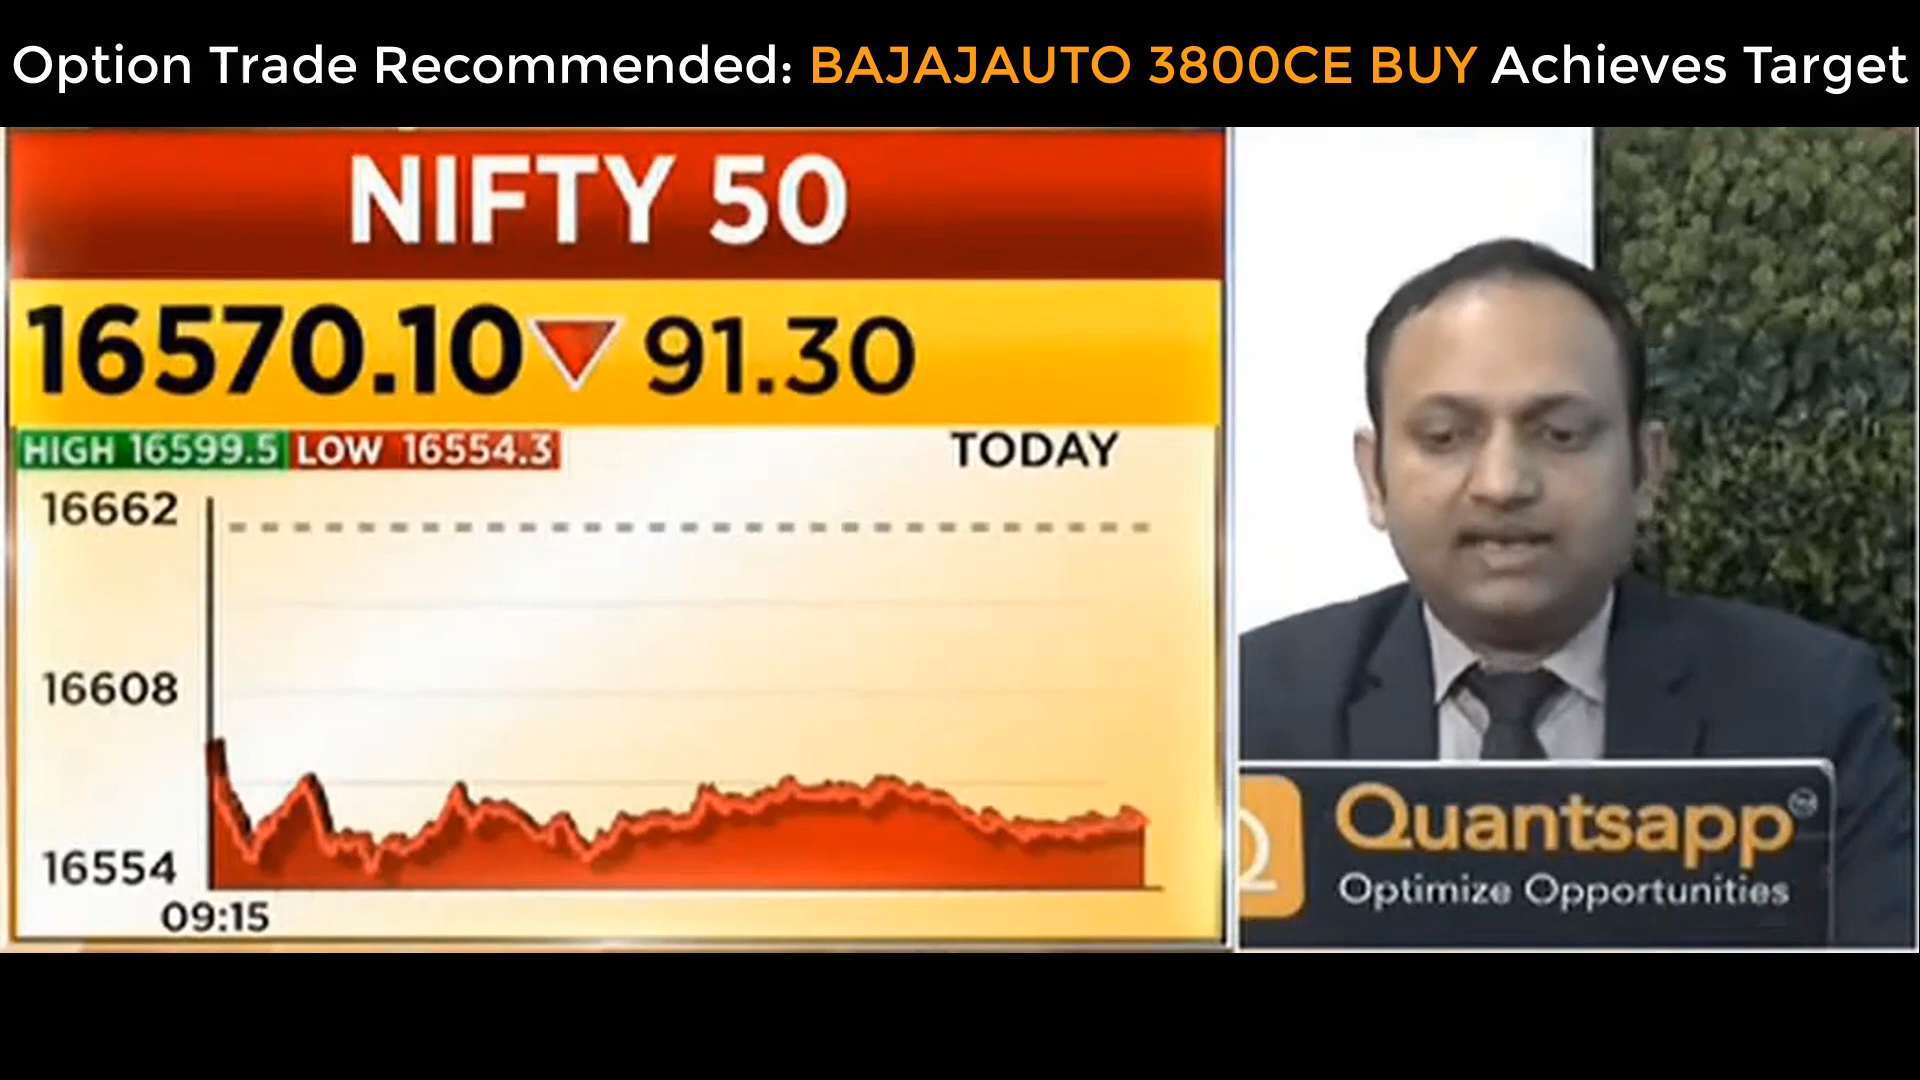 Option Trade Recommended: BAJAJAUTO 3800CE BUY Achieves Target
NIFTY 50
16570.10 91.30
HIGH 16599.5 LOW 16554.3 TODAY
16662
16608
16554
09:15
Quantsapp
Optimize Opportunities